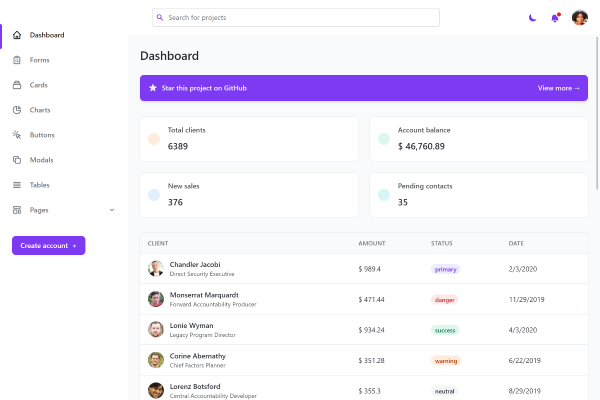 Search for projects
Dashboard
Forms
Cards
Charts
Buttons
Modals
Tables
Pages
Create account +
Dashboard
Star this project on GitHub
View more →
Total clients
6389
Account balance
$ 46,760.89
New sales
376
Pending contacts
35
CLIENT AMOUNT STATUS DATE
Chandler Jacobi
Direct Security Executive
$ 989.4 primary 2/3/2020
Monserrat Marquardt
Forward Accountability Producer
$ 471.44 danger 11/29/2019
Lonie Wyman
Legacy Program Director
$ 934.24 success 4/3/2020
Corine Abernathy
Chief Factors Planner
$ 351.28 warning 6/22/2019
Lorenz Botsford
Central Accountability Developer
$ 355.3 neutral 8/29/2019